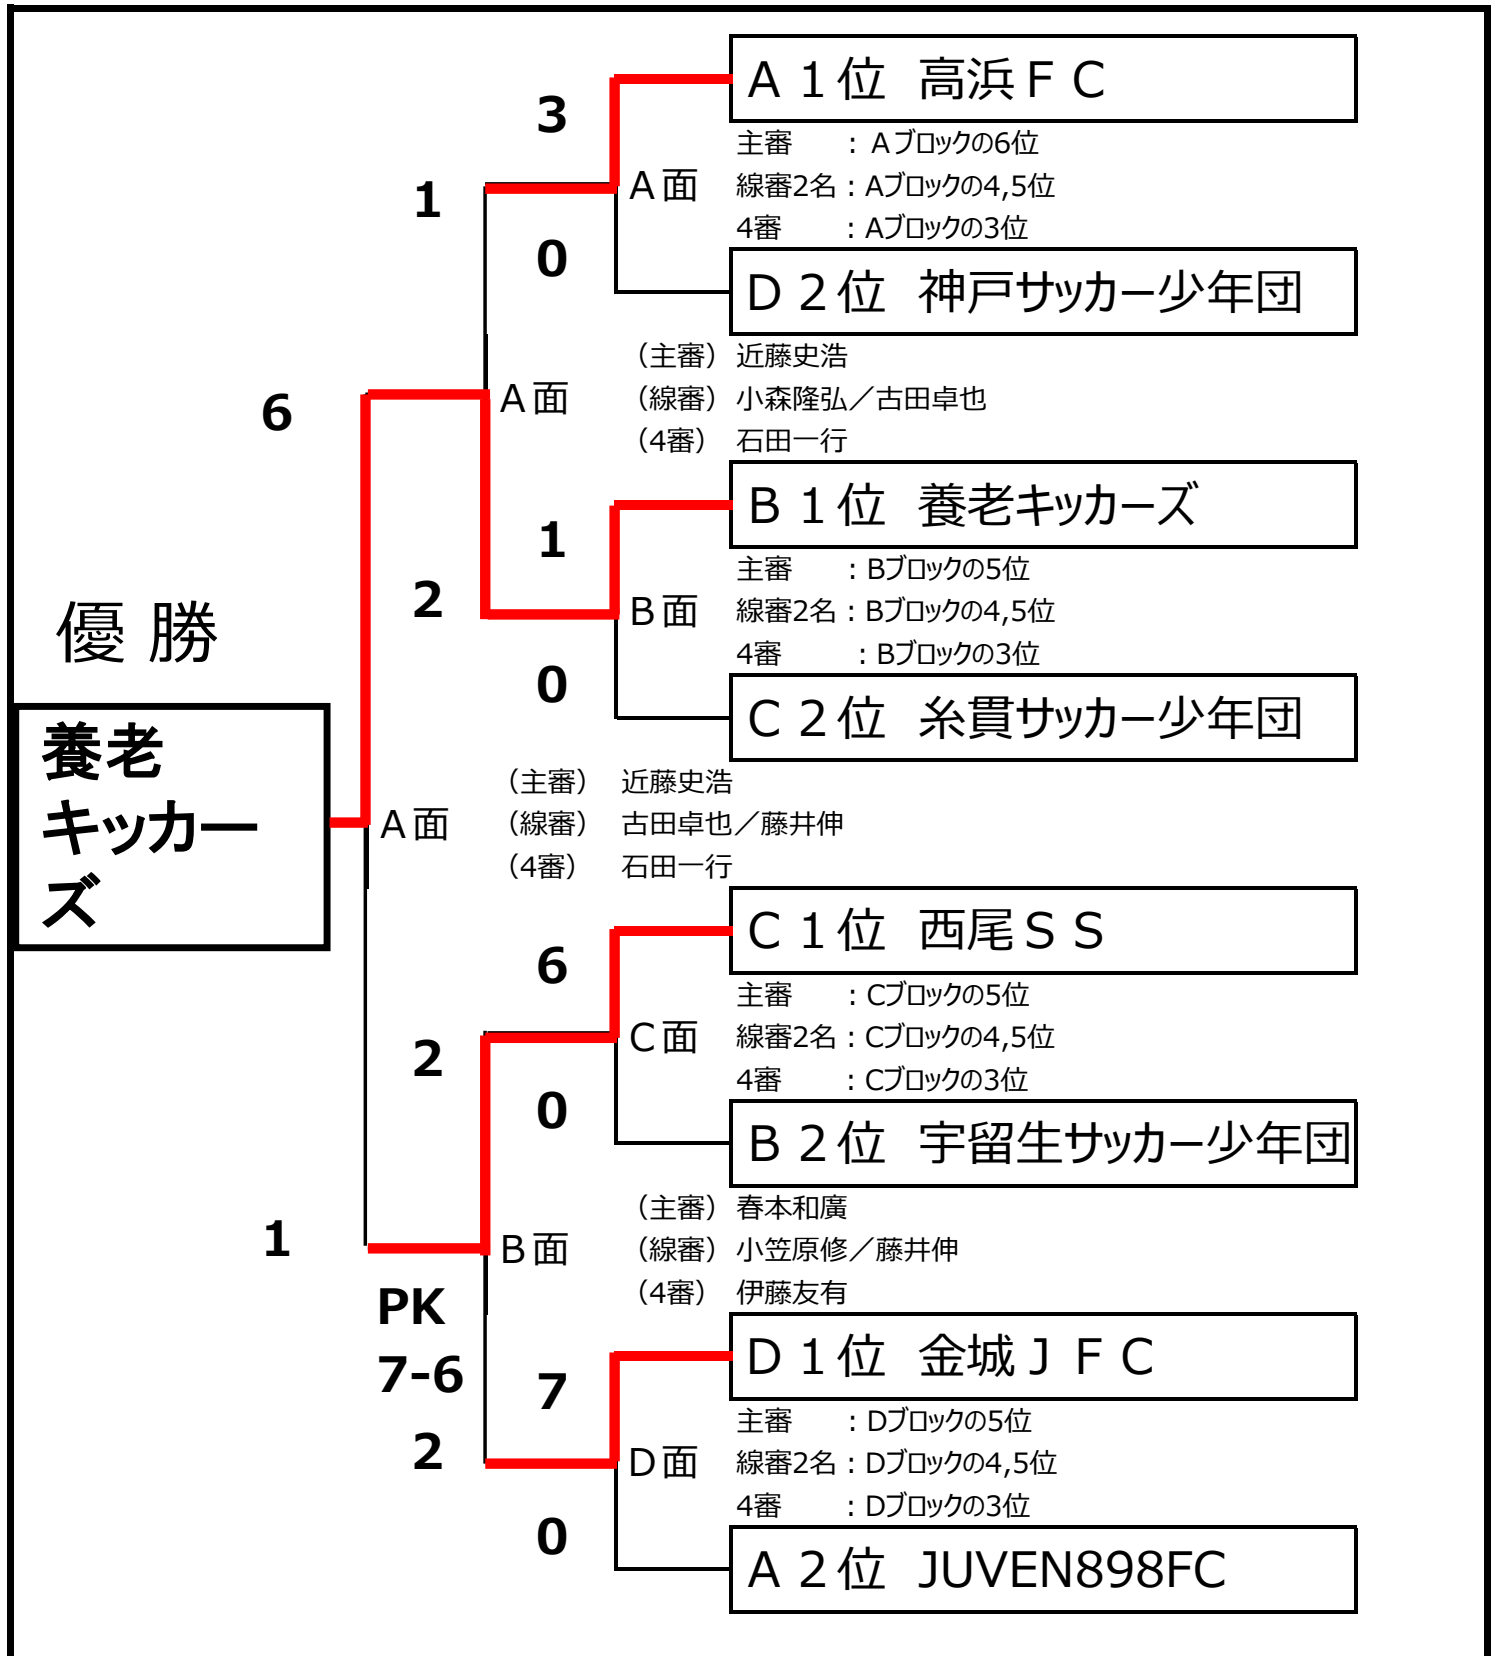 A 1位 高浜F C
3
主審 ：Aブロックの6位
1
A面
線審2名：Aブロックの4,5位
0
4審 ：Aブロックの3位
D 2位 神戸サッカー少年団
（主審）近藤史浩
6
A面
（線審）小森隆弘／古田卓也
（4審） 石田一行
B 1位 養老キッカーズ
1
主審 ：Bブロックの5位
2
B面
線審2名：Bブロックの4,5位
優 勝
0
4審 ：Bブロックの3位
C 2位 糸貫サッカー少年団
養老
キッカー
ズ
（主審） 近藤史浩
A面
（線審） 古田卓也／藤井伸
（4審） 石田一行
C 1位 西尾S S
6
主審 ：Cブロックの5位
2
C面
線審2名：Cブロックの4,5位
0
4審 ：Cブロックの3位
B 2位 宇留生サッカー少年団
（主審）春本和廣
1
B面
（線審）小笠原修／藤井伸
PK
（4審） 伊藤友有
7-6
D 1位 金城J F C
7
主審 ：Dブロックの5位
2
D面
線審2名：Dブロックの4,5位
0
4審 ：Dブロックの3位
A 2位 JUVEN898FC